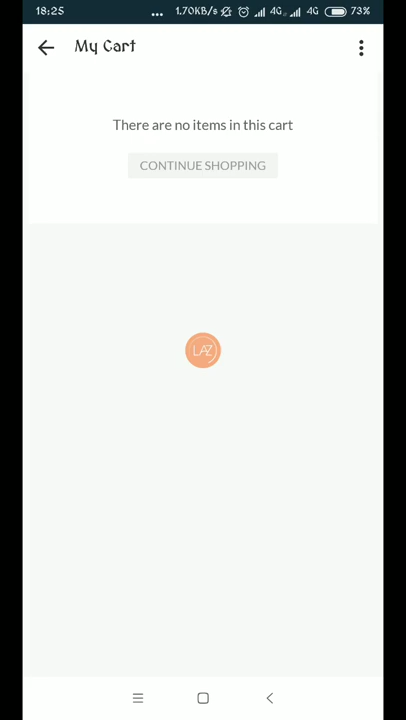 18:25 ... 1.70KB/s 4G 4G 73%
My Cart
There are no items in this cart
CONTINUE SHOPPING
LAZ